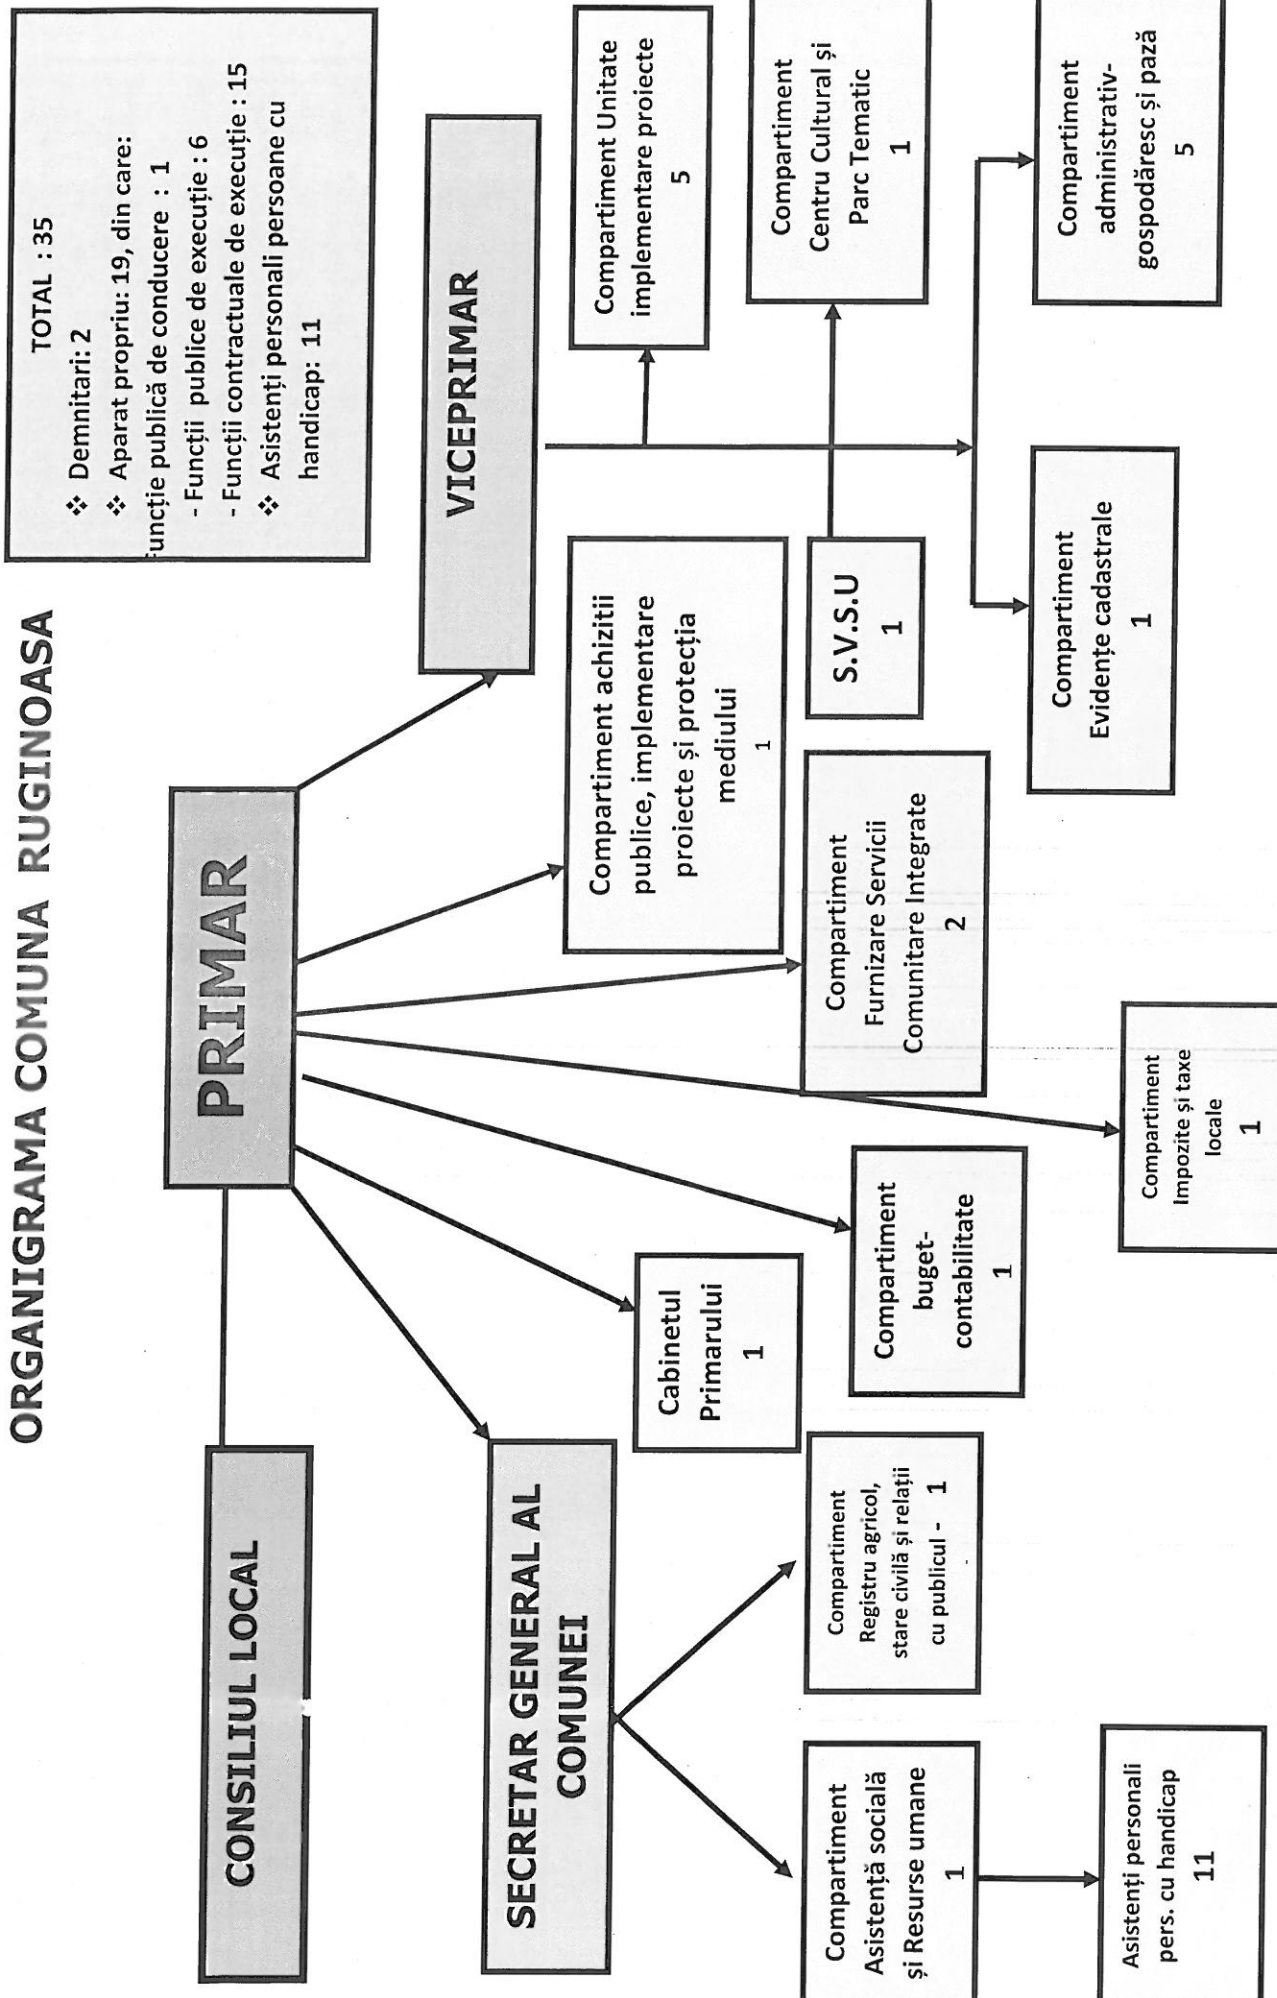 ORGANIGRAMA COMUNA RUGINOASA
TOTAL : 35
❖ Demnitari: 2
❖ Aparat propriu: 19, din care:
uncție publică de conducere : 1
- Funcții publice de execuție : 6
- Funcții contractuale de execuție : 15
❖ Asistenți personali persoane cu
handicap: 11
CONSILIUL LOCAL
PRIMAR
VICEPRIMAR
SECRETAR GENERAL AL
COMUNEI
Cabinetul
Primarului
1
Compartiment
buget-
contabilitate
1
Compartiment
Impozite și taxe
locale
1
Compartiment
Furnizare Servicii
Comunitare Integrate
2
Compartiment achizitii
publice, implementare
proiecte și protecția
mediului
1
S.V.S.U
1
Compartiment Unitate
implementare proiecte
5
Compartiment
Centru Cultural și
Parc Tematic
1
Compartiment
Evidențe cadastrale
1
Compartiment
administrativ-
gospodăresc și pază
5
Compartiment
Asistență socială
și Resurse umane
1
Compartiment
Registru agricol,
stare civilă și relații
cu publicul - 1
Asistenți personali
pers. cu handicap
11